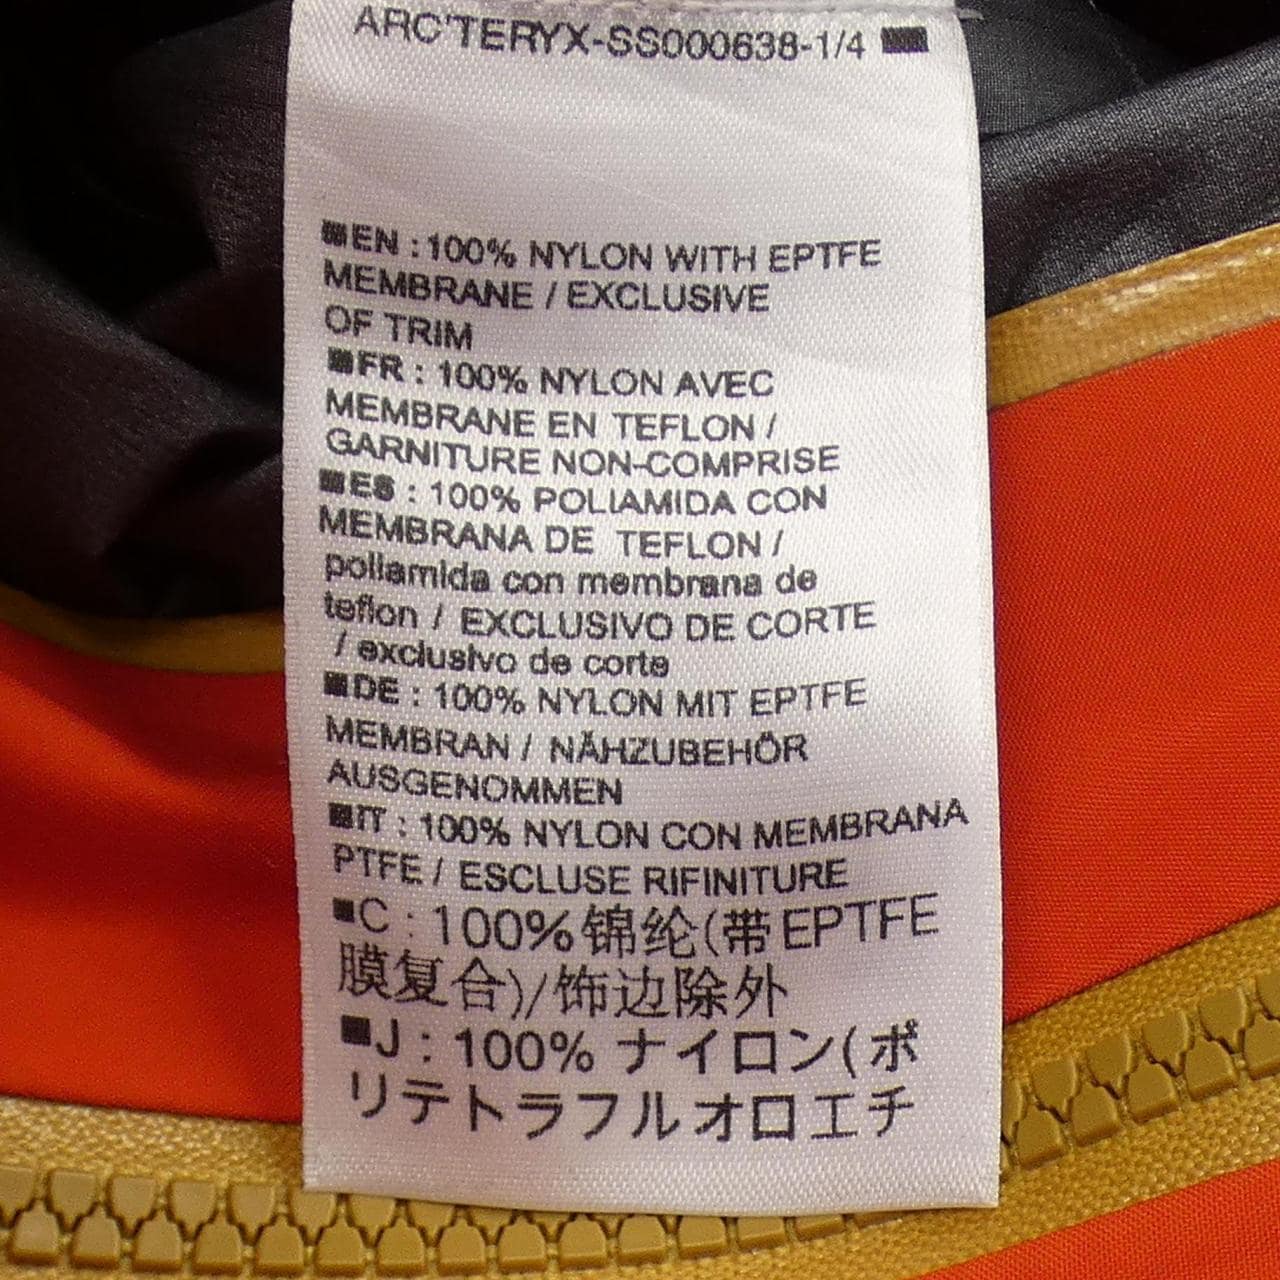 ARC'TERYX-SS000638-1/4
EN : 100% NYLON WITH EPTFE
MEMBRANE / EXCLUSIVE
OF TRIM
FR : 100% NYLON AVEC
MEMBRANE EN TEFLON /
GARNITURE NON-COMPRISE
ES : 100% POLIAMIDA CON
MEMBRANA DE TEFLON /
poliamida con membrana de
teflon / EXCLUSIVO DE CORTE
/ exclusivo de corte
DE : 100% NYLON MIT EPTFE
MEMBRAN / NÄHZUBEHÖR
AUSGENOMMEN
IT : 100% NYLON CON MEMBRANA
PTFE / ESCLUSE RIFINITURE
C : 100%锦纶(带EPTFE
膜复合)/饰边除外
J : 100% ナイロン(ポ
リテトラフルオロエチ